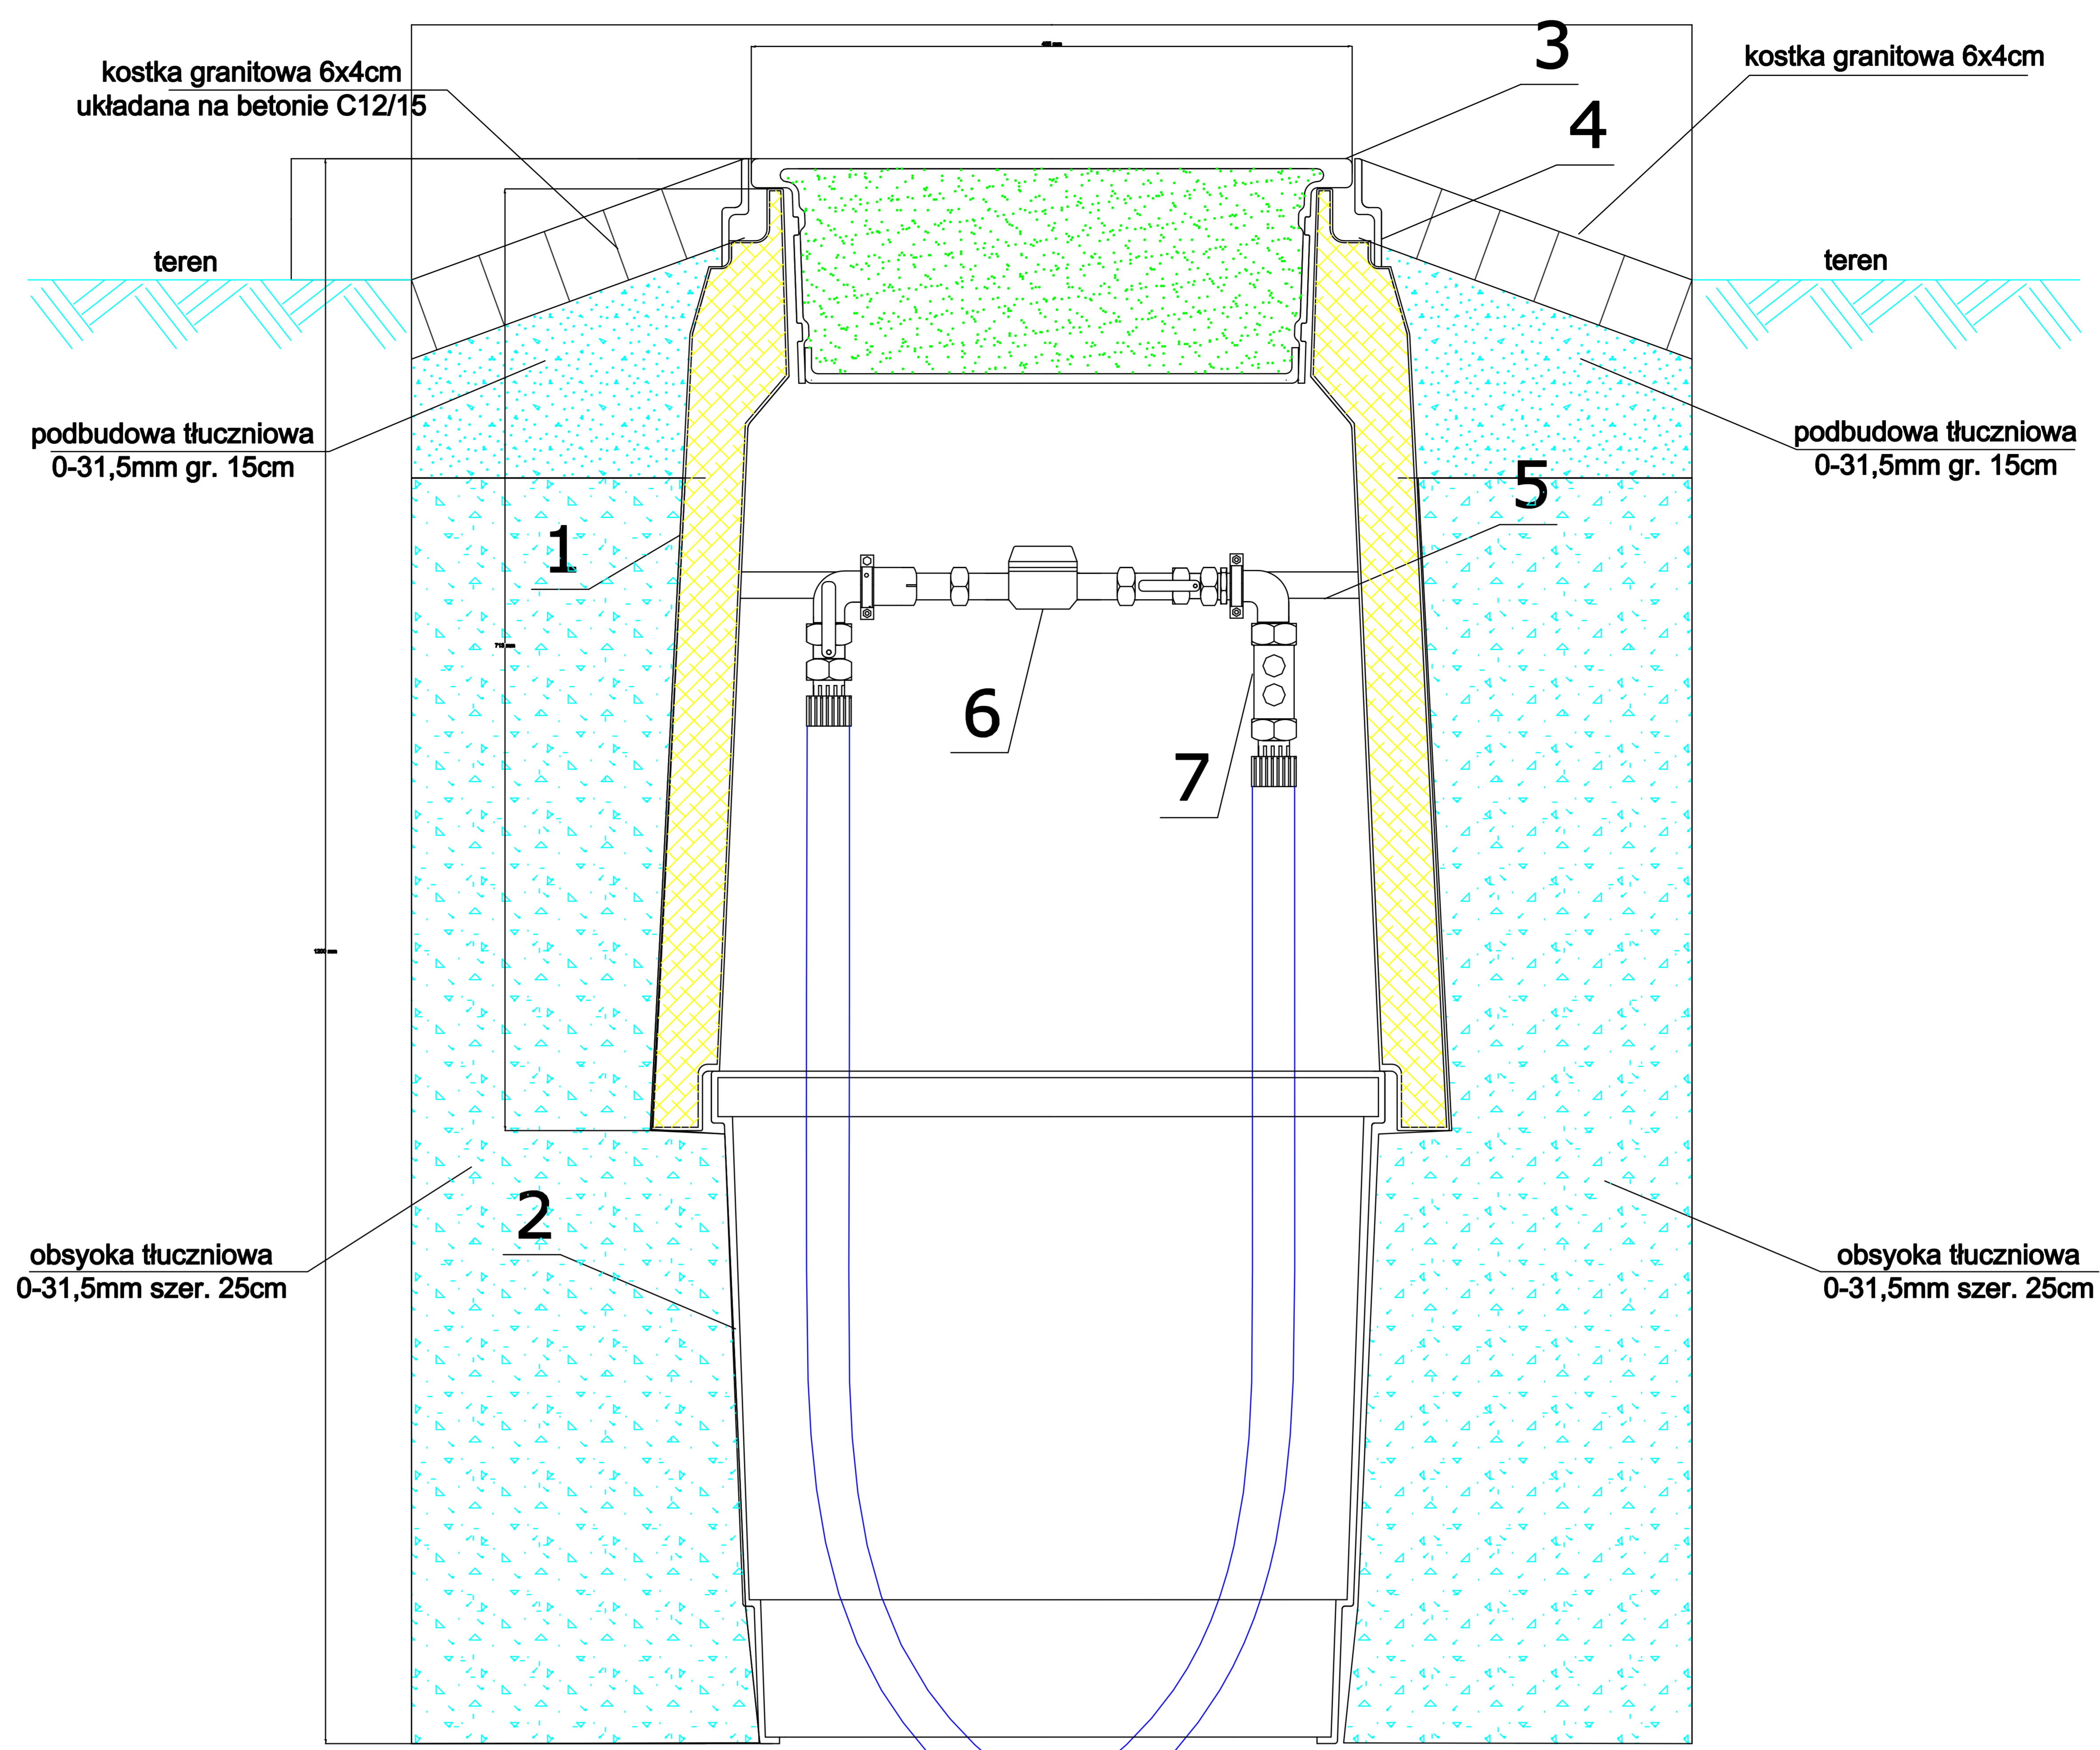 3
kostka granitowa 6x4cm
układana na betonie C12/15
kostka granitowa 6x4cm
4
teren
teren
podbudowa tłuczniowa
0-31,5mm gr. 15cm
podbudowa tłuczniowa
0-31,5mm gr. 15cm
5
1
713 mm
6
7
2
obsyoka tłuczniowa
0-31,5mm szer. 25cm
obsyoka tłuczniowa
0-31,5mm szer. 25cm